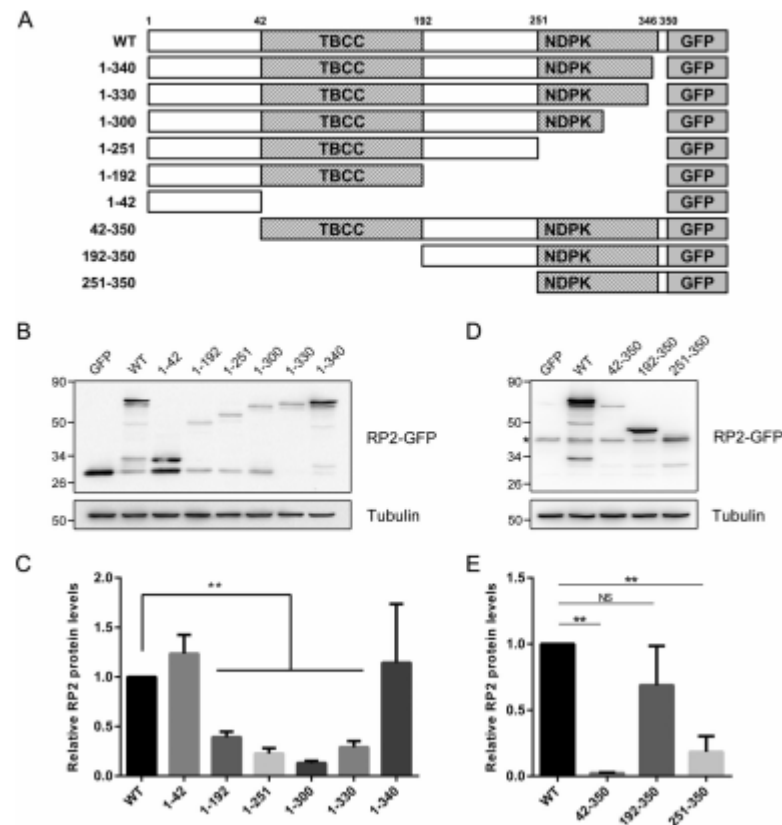 A
1 42 192 251 346 350
WT TBCC NDPK GFP
1-340 TBCC NDPK GFP
1-330 TBCC NDPK GFP
1-300 TBCC NDPK GFP
1-251 TBCC GFP
1-192 TBCC GFP
1-42 GFP
42-350 TBCC NDPK GFP
192-350 NDPK GFP
251-350 NDPK GFP
B
GFP WT 1-42 1-192 1-251 1-300 1-330 1-340
90
50
34
26
RP2-GFP
50
Tubulin
D
GFP WT 42-350 192-350 251-350
90
50
*
34
26
RP2-GFP
50
Tubulin
C
Relative RP2 protein levels
2.0
1.5
1.0
0.5
0.0
**
WT 1-42 1-192 1-251 1-300 1-330 1-340
E
Relative RP2 protein levels
1.5
1.0
0.5
0.0
**
NS
**
WT 42-350 192-350 251-350